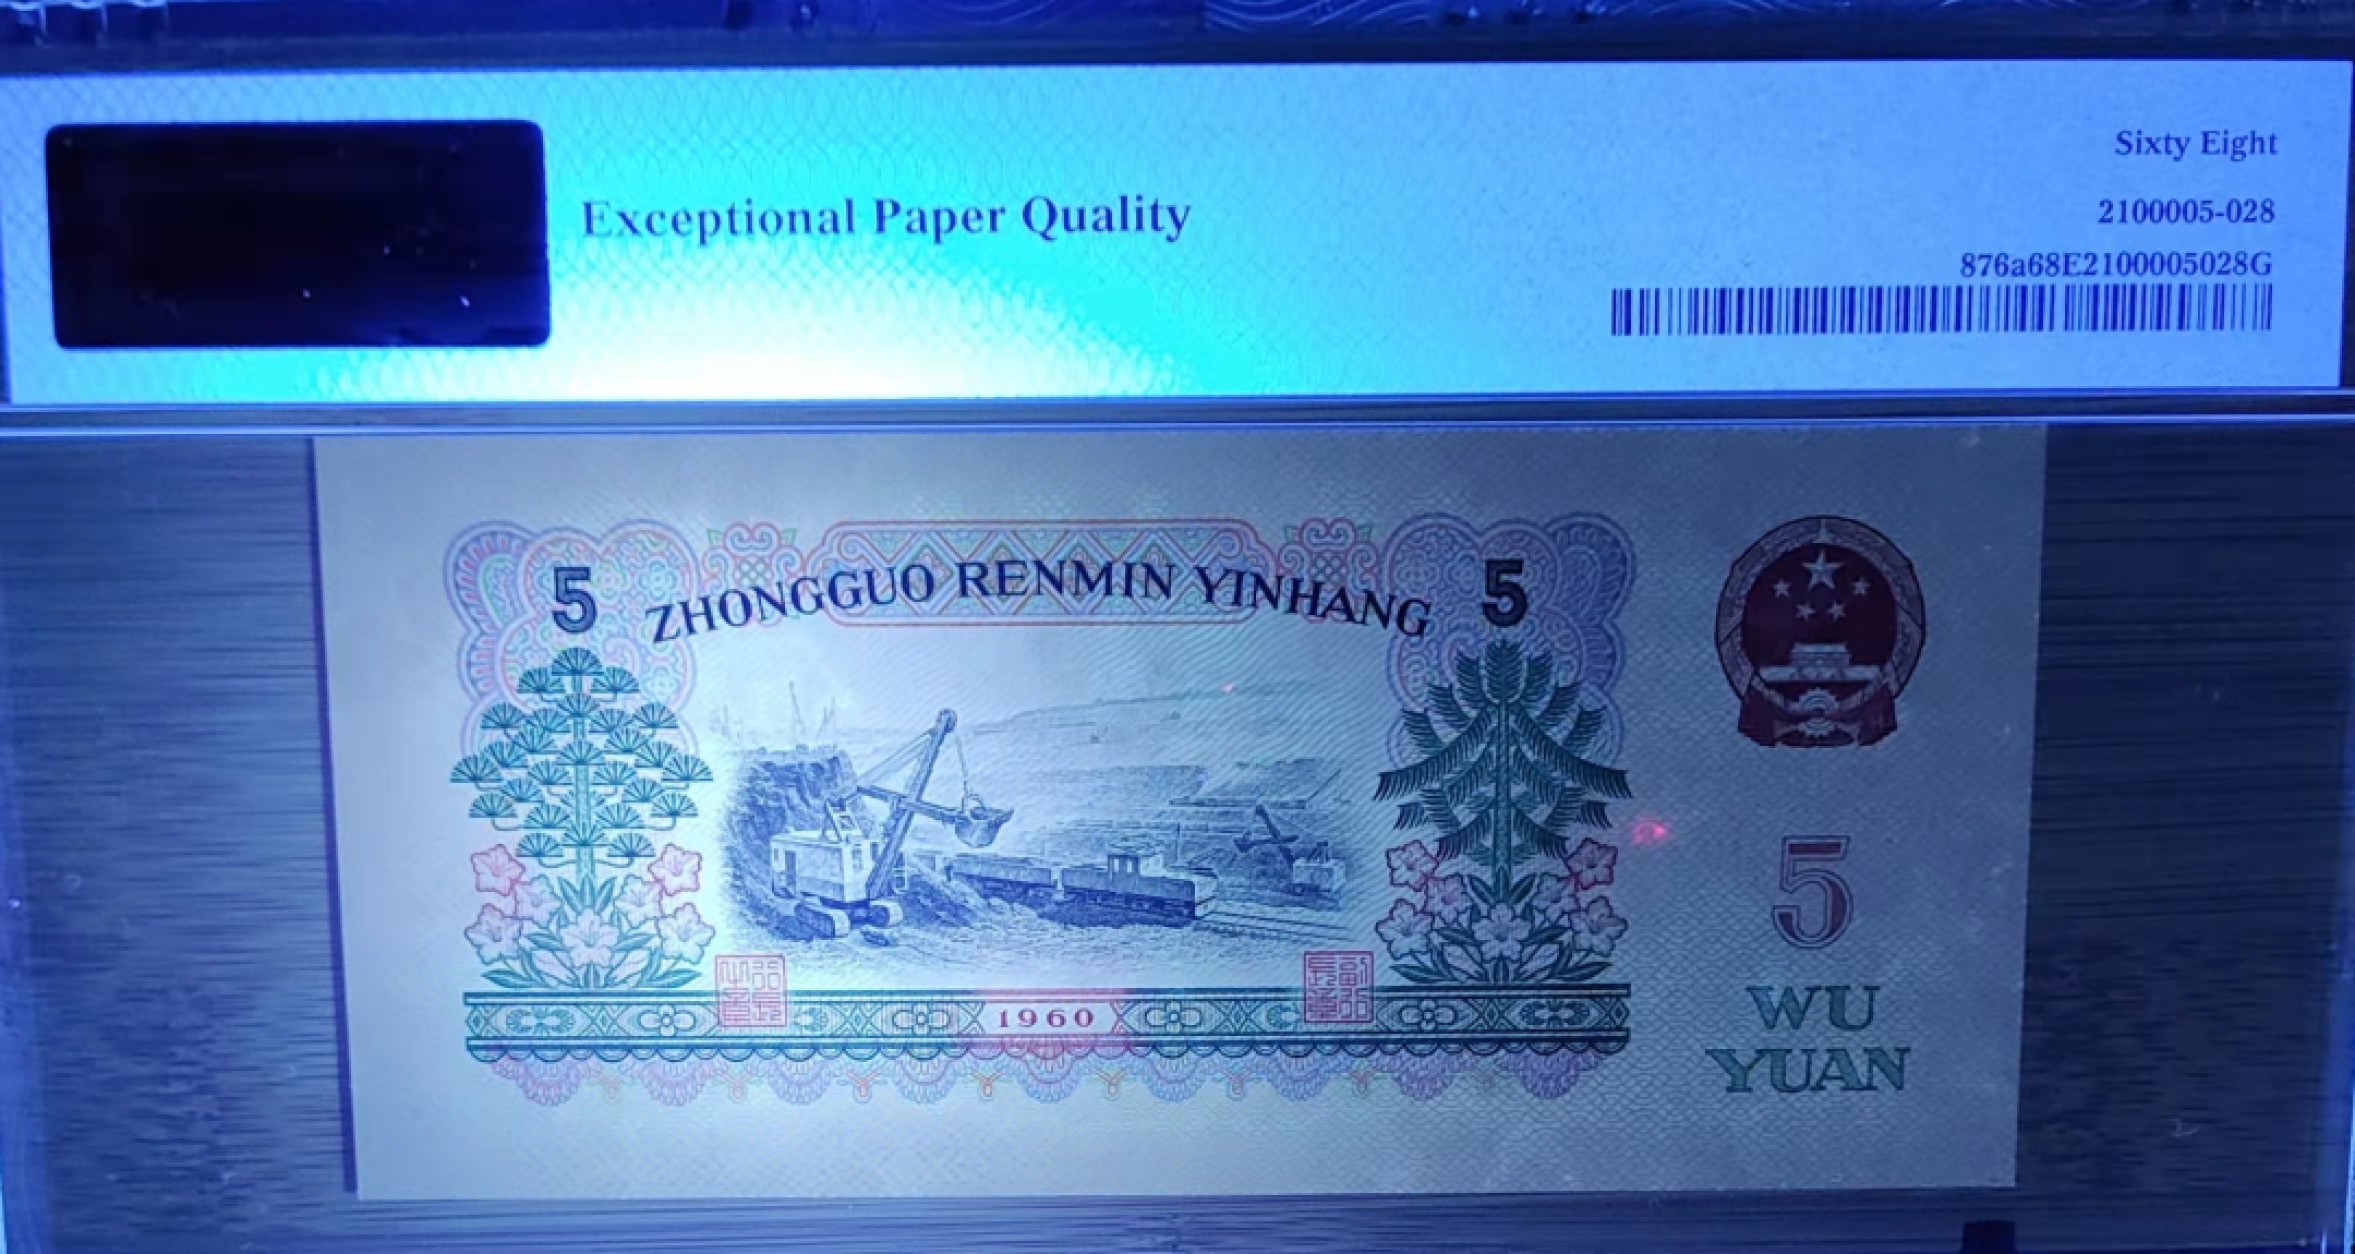 Sixty Eight
Exceptional Paper Quality
2100005-028
876a68E2100005028G
5 ZHONGGUO RENMIN YINHANG 5
5
1960
WU
YUAN